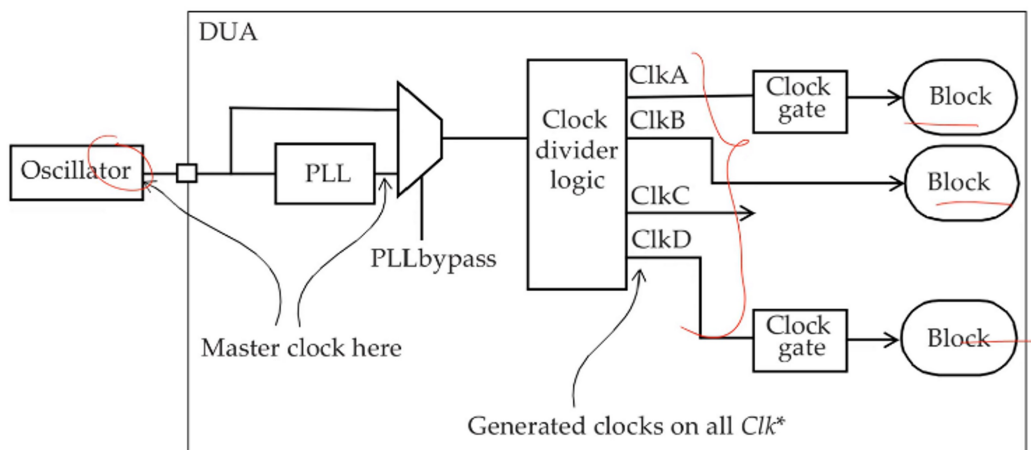 DUA
ClkA
Clock
gate
Block
ClkB
Clock
divider
logic
Oscillator
PLL
Block
ClkC
ClkD
PLLbypass
Clock
gate
Block
Master clock here
Generated clocks on all Clk*